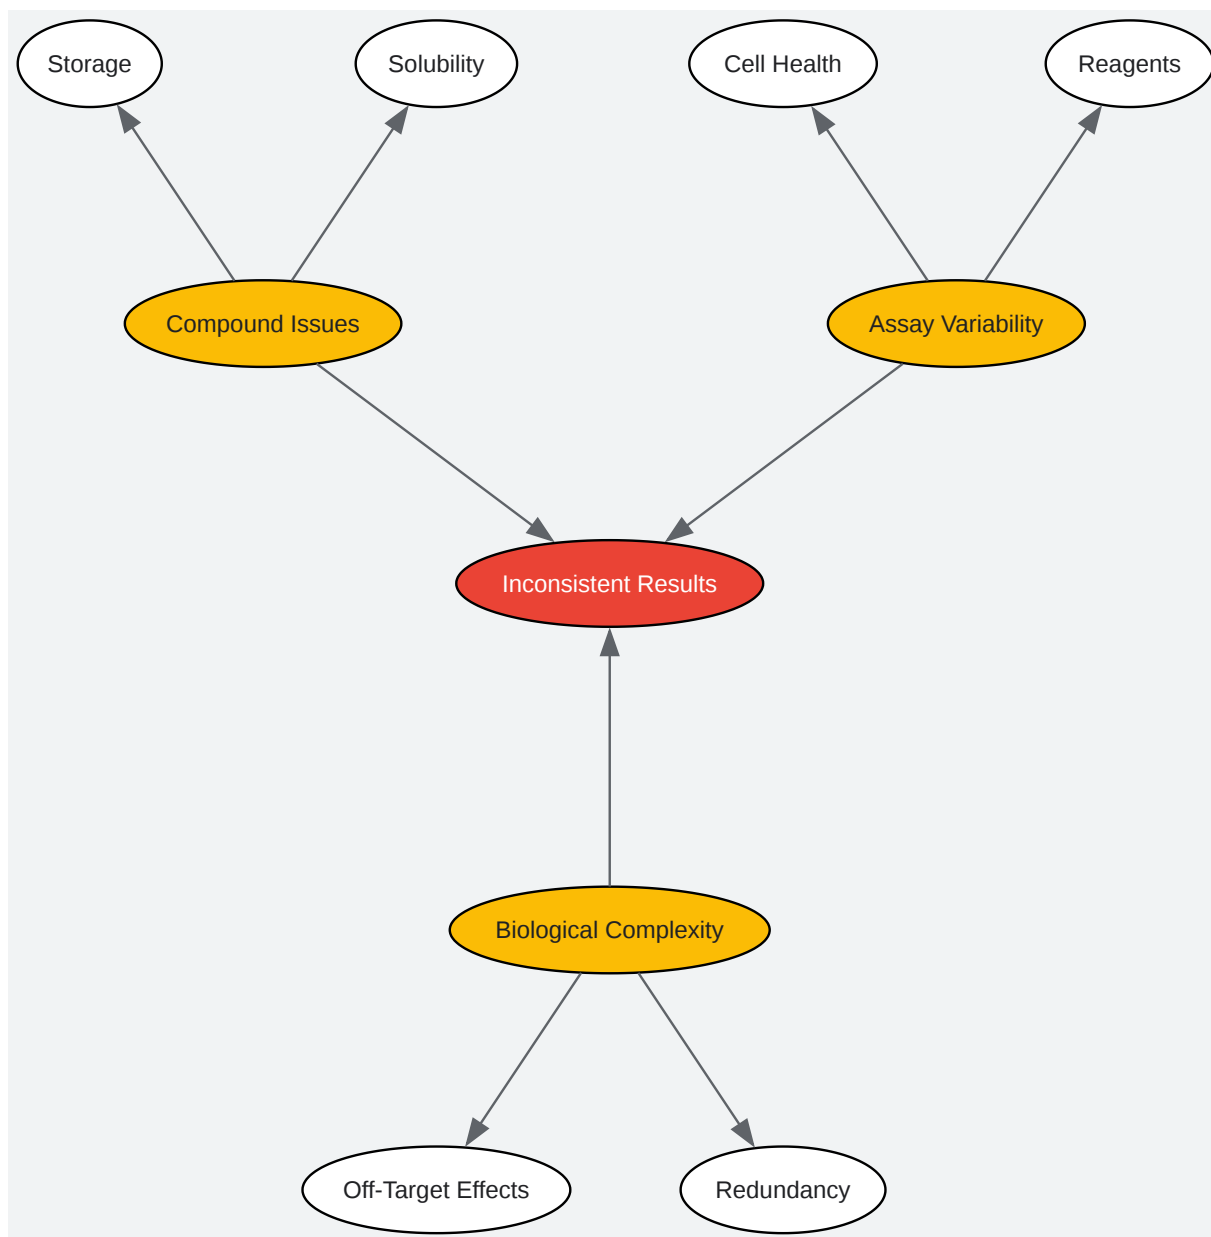 Storage
Solubility
Cell Health
Reagents
Compound Issues
Assay Variability
Inconsistent Results
Biological Complexity
Off-Target Effects
Redundancy